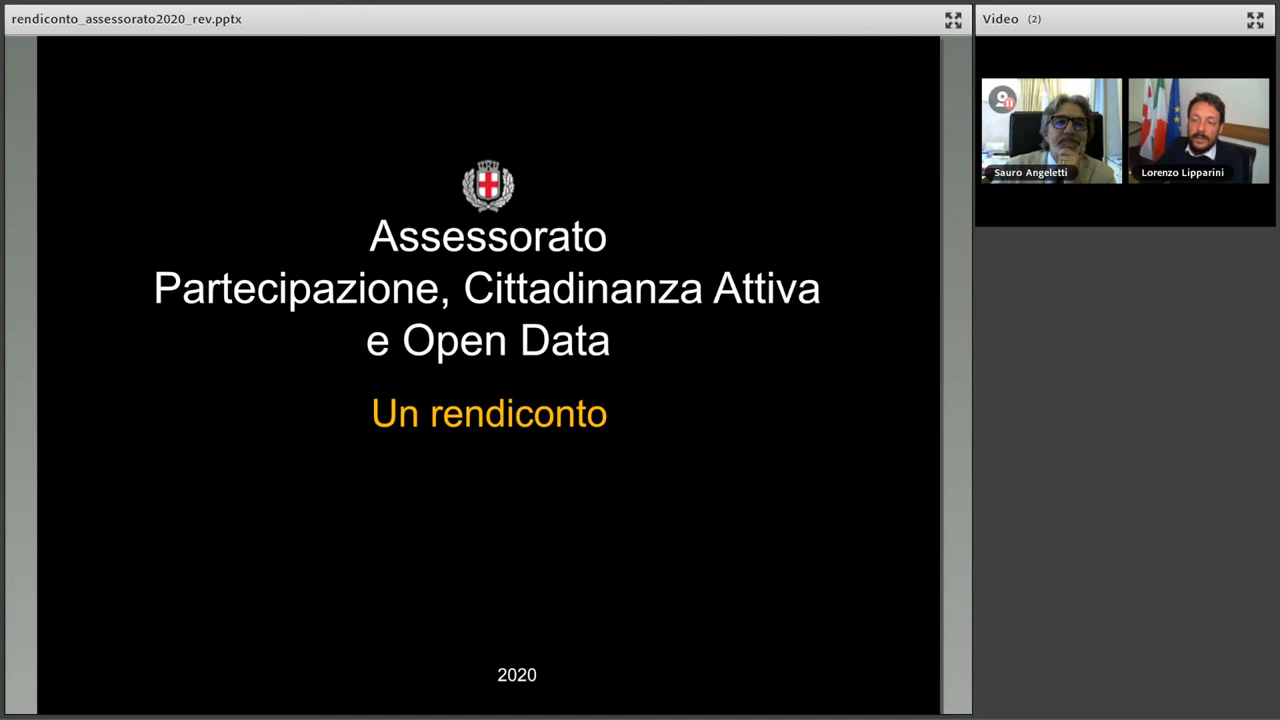 rendiconto_assessorato2020_rev.pptx
Video (2)
Sauro Angeletti
Lorenzo Lipparini
Assessorato
Partecipazione, Cittadinanza Attiva
e Open Data
Un rendiconto
2020